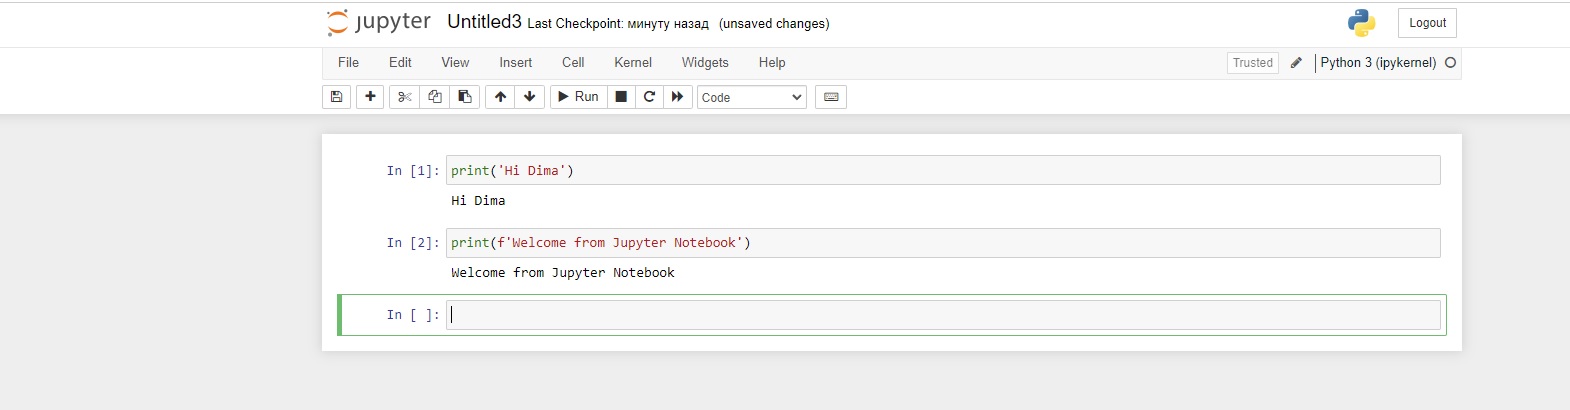 jupyter Untitled3 Last Checkpoint: минуту назад (unsaved changes) Logout
File Edit View Insert Cell Kernel Widgets Help Trusted Python 3 (ipykernel)
Run Code
In [1]: print('Hi Dima')
Hi Dima
In [2]: print(f'Welcome from Jupyter Notebook')
Welcome from Jupyter Notebook
In [ ]: